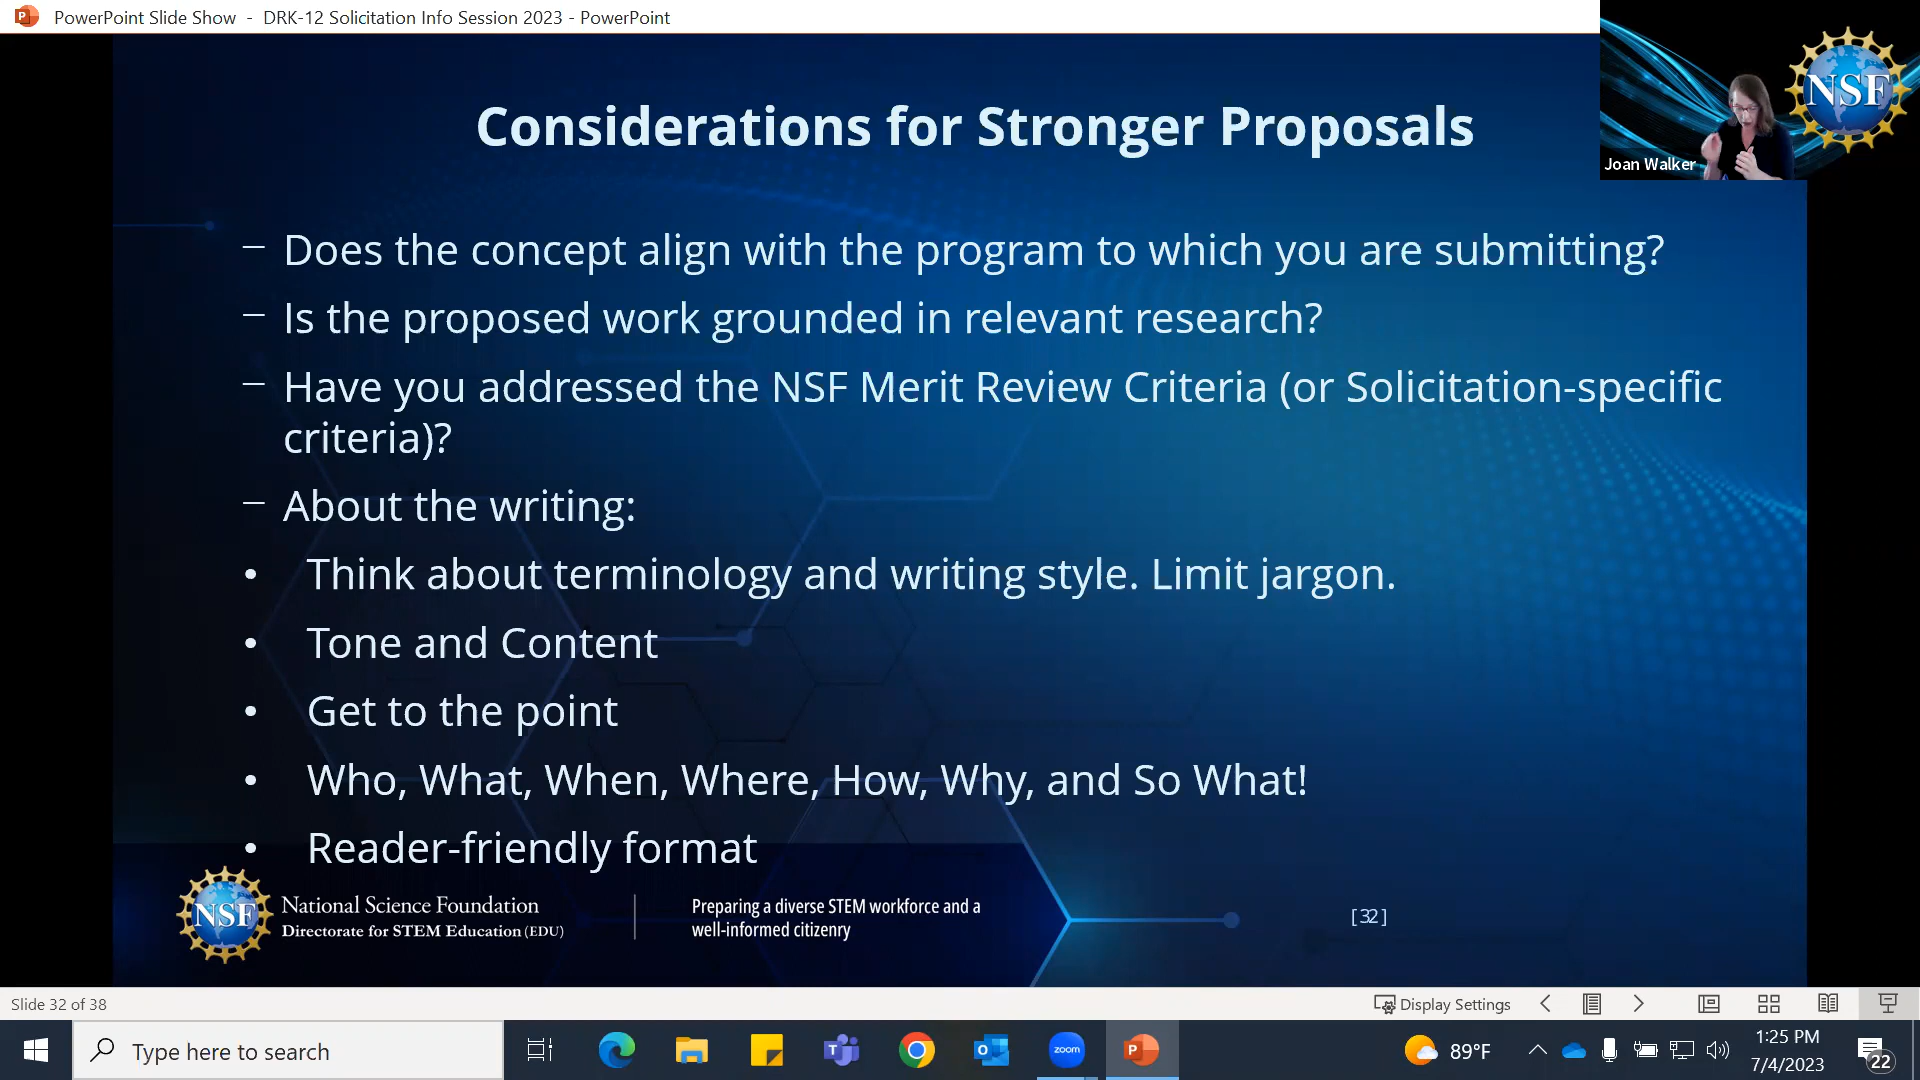 PowerPoint Slide Show - DRK-12 Solicitation Info Session 2023 - PowerPoint
NSF
Joan Walker
Considerations for Stronger Proposals
– Does the concept align with the program to which you are submitting?
– Is the proposed work grounded in relevant research?
– Have you addressed the NSF Merit Review Criteria (or Solicitation-specific
criteria)?
– About the writing:
• Think about terminology and writing style. Limit jargon.
• Tone and Content
• Get to the point
• Who, What, When, Where, How, Why, and So What!
• Reader-friendly format
NSF
National Science Foundation
Directorate for STEM Education (EDU)
Preparing a diverse STEM workforce and a
well-informed citizenry
[32]
Slide 32 of 38
Display Settings
Type here to search
zoom
89°F
1:25 PM
7/4/2023
22